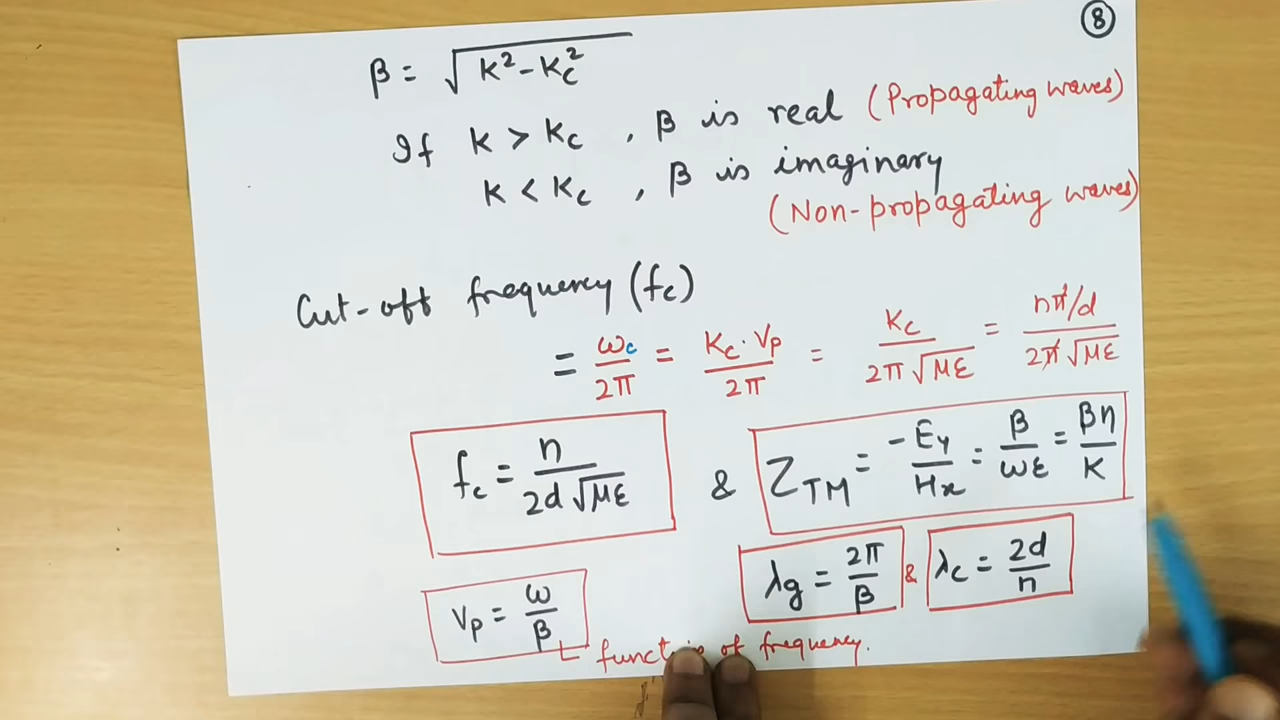 8
β = √(K² − Kc²)
If K > Kc , β is real (Propagating waves)
K < Kc , β is imaginary
(Non-propagating waves)
Cut-off frequency (fc)
= ωc/2π = Kc·Vp/2π = Kc/2π√με = nπ/d/2π√με
fc = n/2d√με & ZTM = −Ey/Hx = β/ωε = βη/K
λg = 2π/β & λc = 2d/n
Vp = ω/β
of frequency.